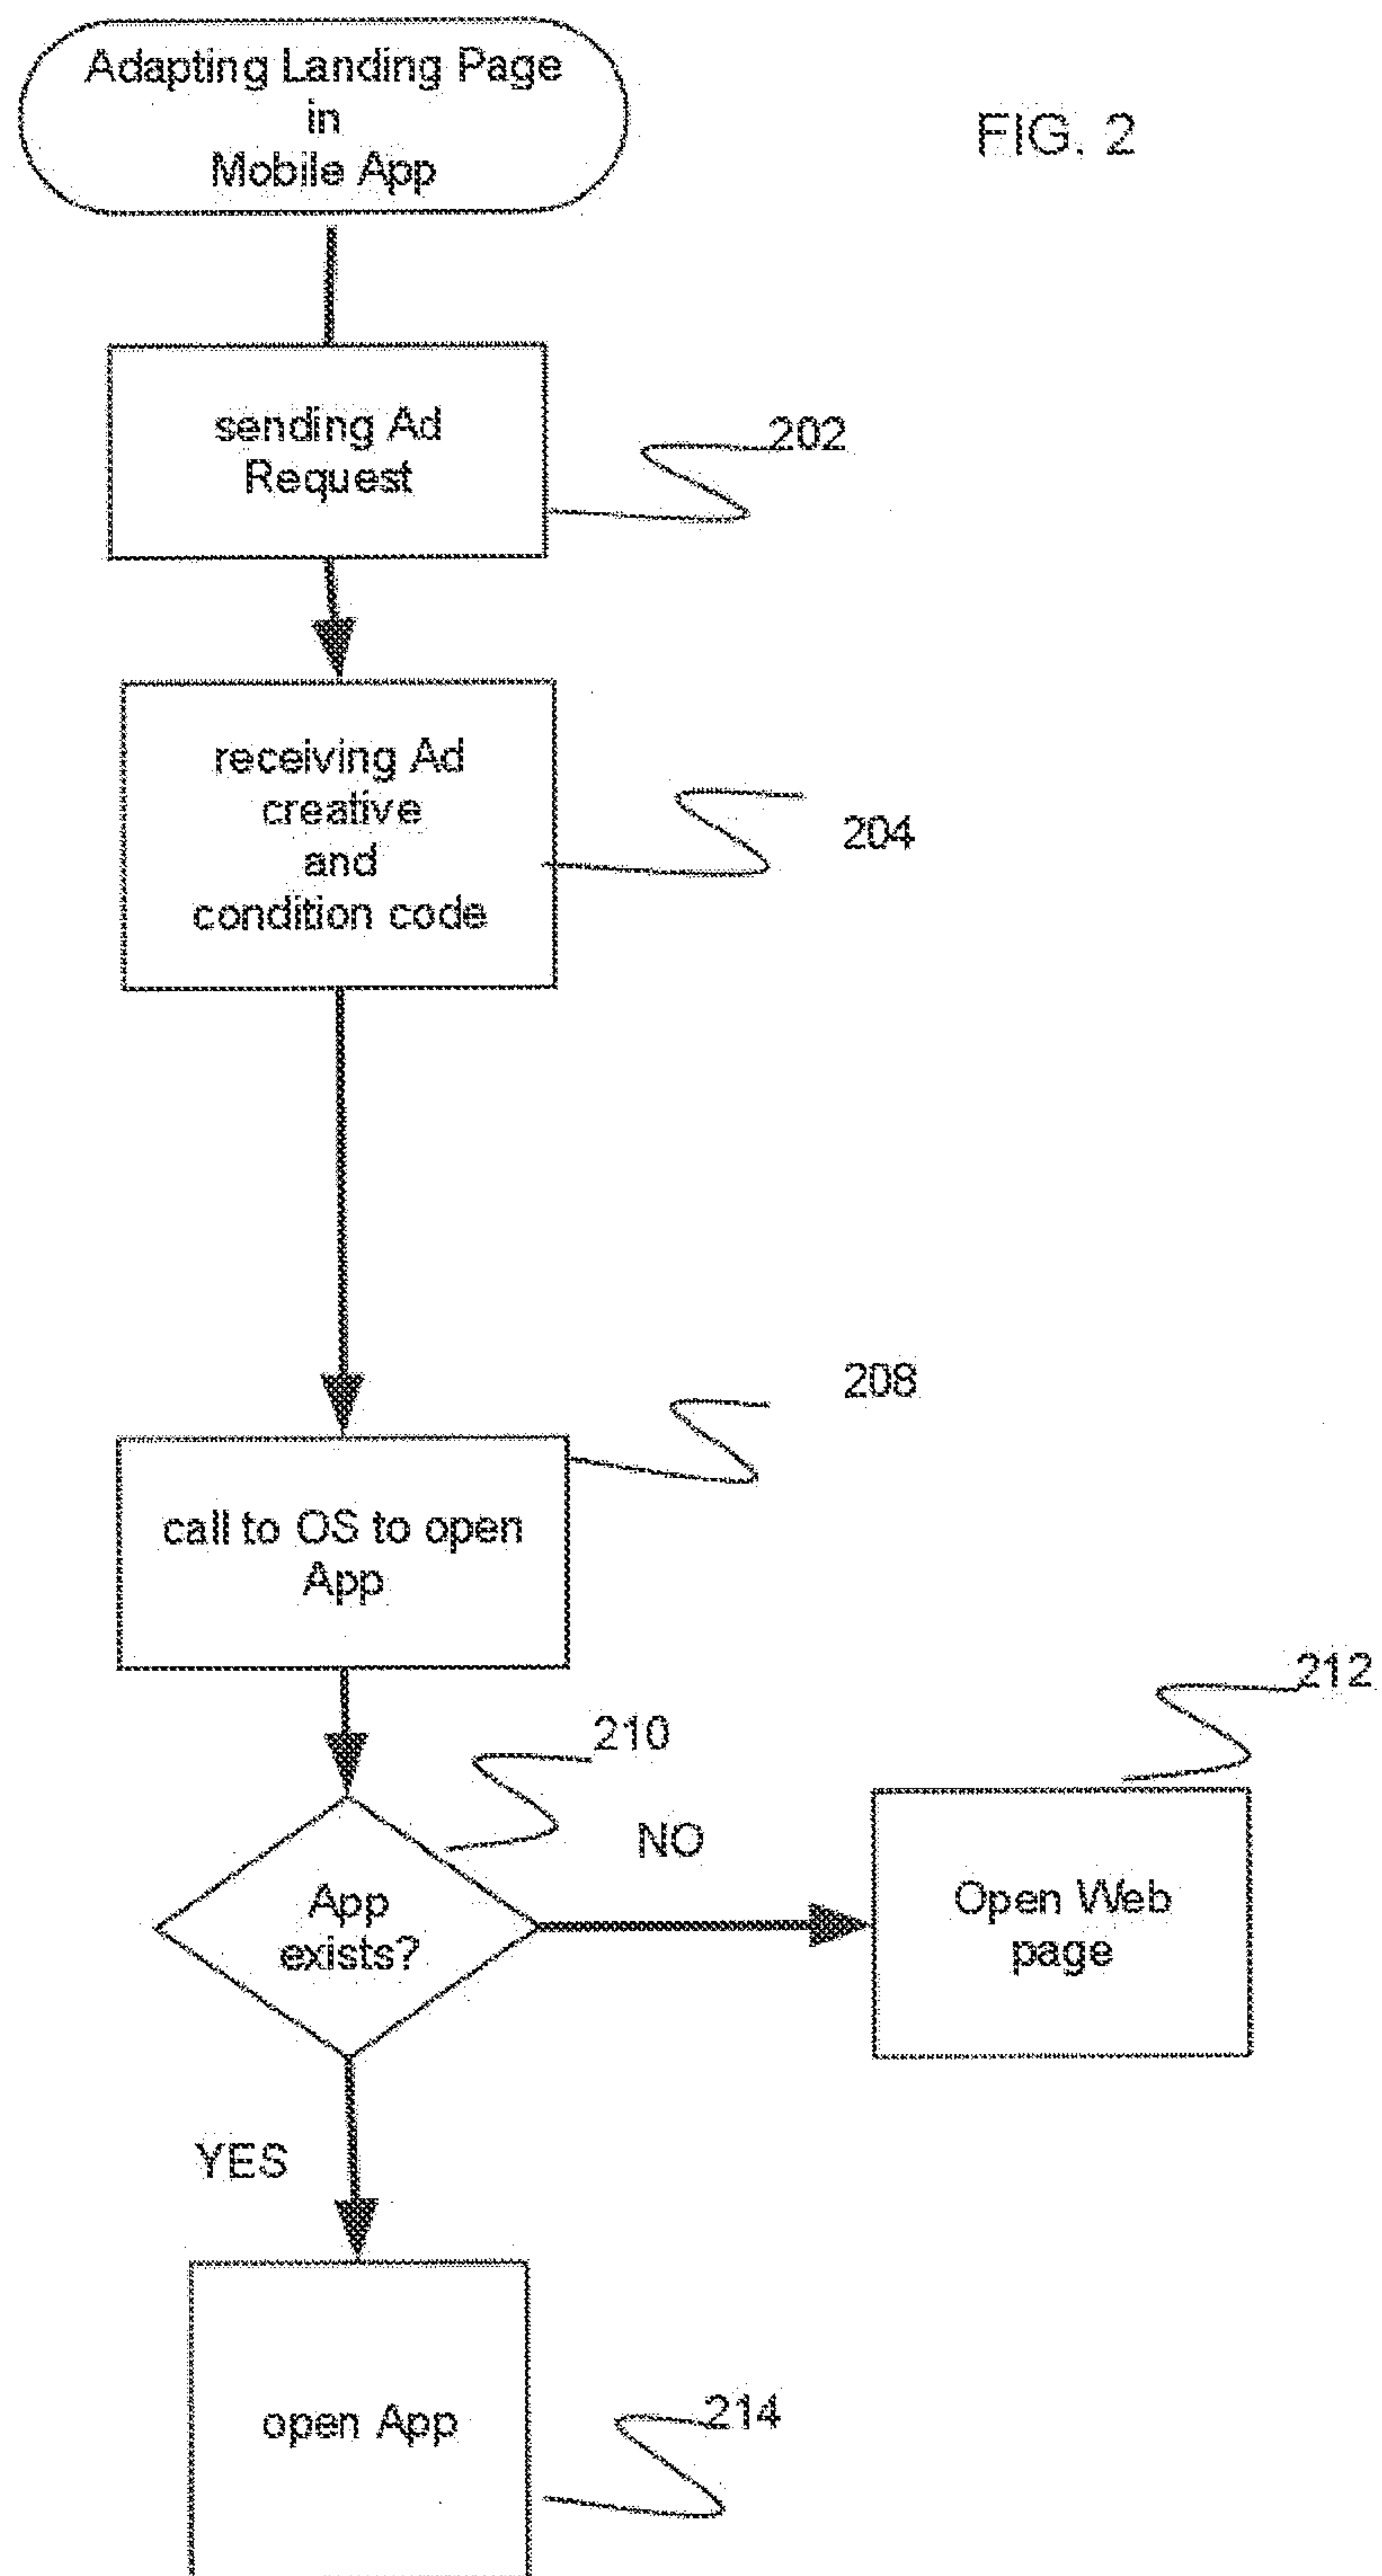 Adapting Landing Page
in
Mobile App
FIG. 2
sending Ad
Request
202
receiving Ad
creative
and
condition code
204
208
call to OS to open
App
212
210
NO
App
exists?
Open Web
page
YES
open App
214